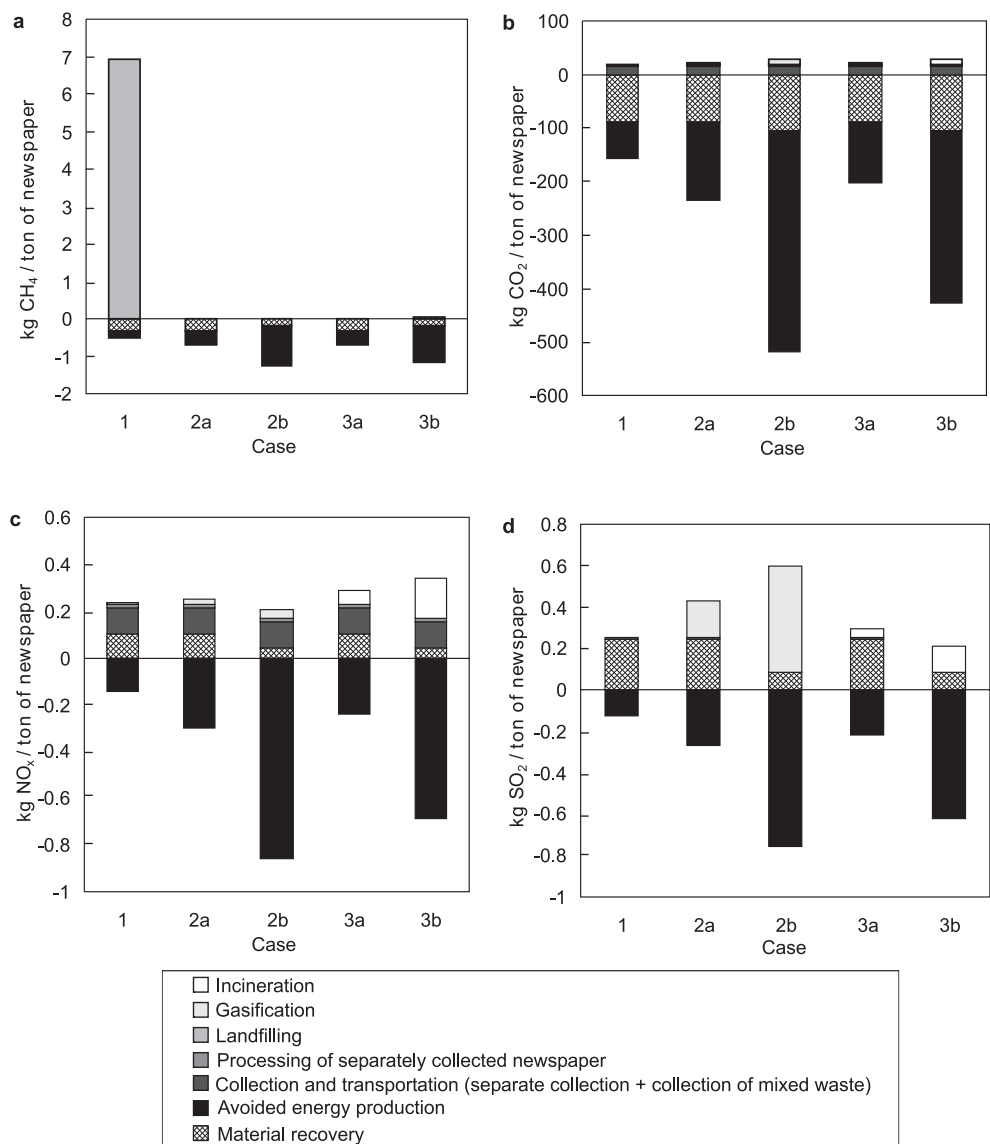 a
8
7
6
5
4
3
2
1
0
-1
-2
kg CH₄ / ton of newspaper
1 2a 2b 3a 3b
Case
b
100
0
-100
-200
-300
-400
-500
-600
kg CO₂ / ton of newspaper
1 2a 2b 3a 3b
Case
c
0.6
0.4
0.2
0
-0.2
-0.4
-0.6
-0.8
-1
kg NOₓ / ton of newspaper
1 2a 2b 3a 3b
Case
d
0.8
0.6
0.4
0.2
0
-0.2
-0.4
-0.6
-0.8
-1
kg SO₂ / ton of newspaper
1 2a 2b 3a 3b
Case
Incineration
Gasification
Landfilling
Processing of separately collected newspaper
Collection and transportation (separate collection + collection of mixed waste)
Avoided energy production
Material recovery